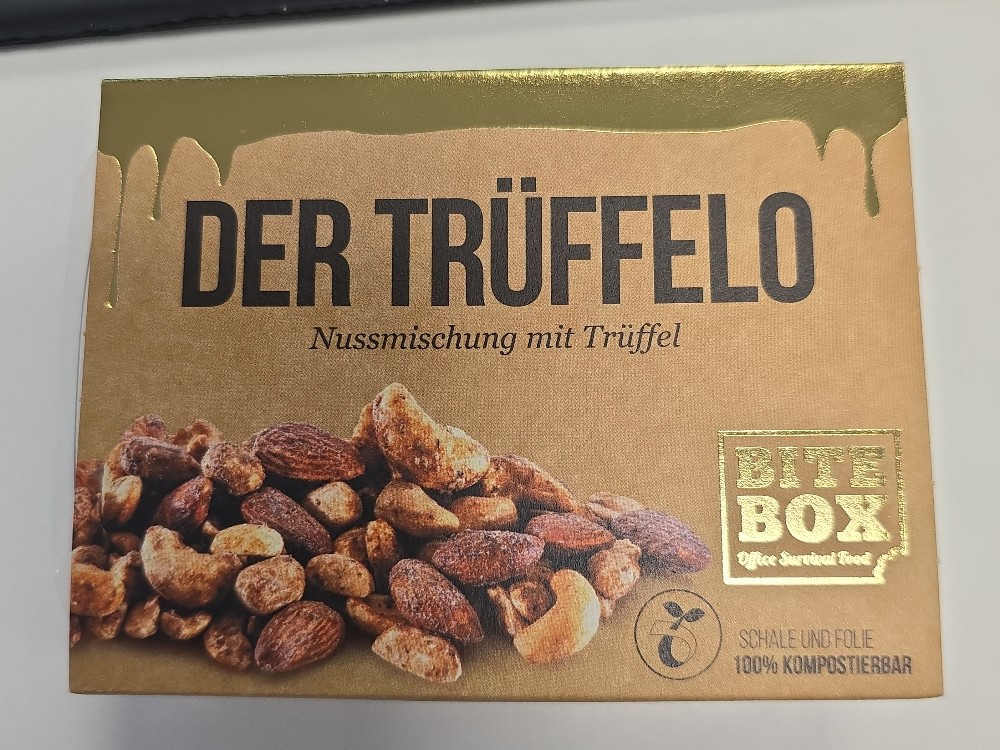 DER TRÜFFELO
Nussmischung mit Trüffel
BITE
BOX
Office Survival Food
SCHALE UND FOLIE
100% KOMPOSTIERBAR